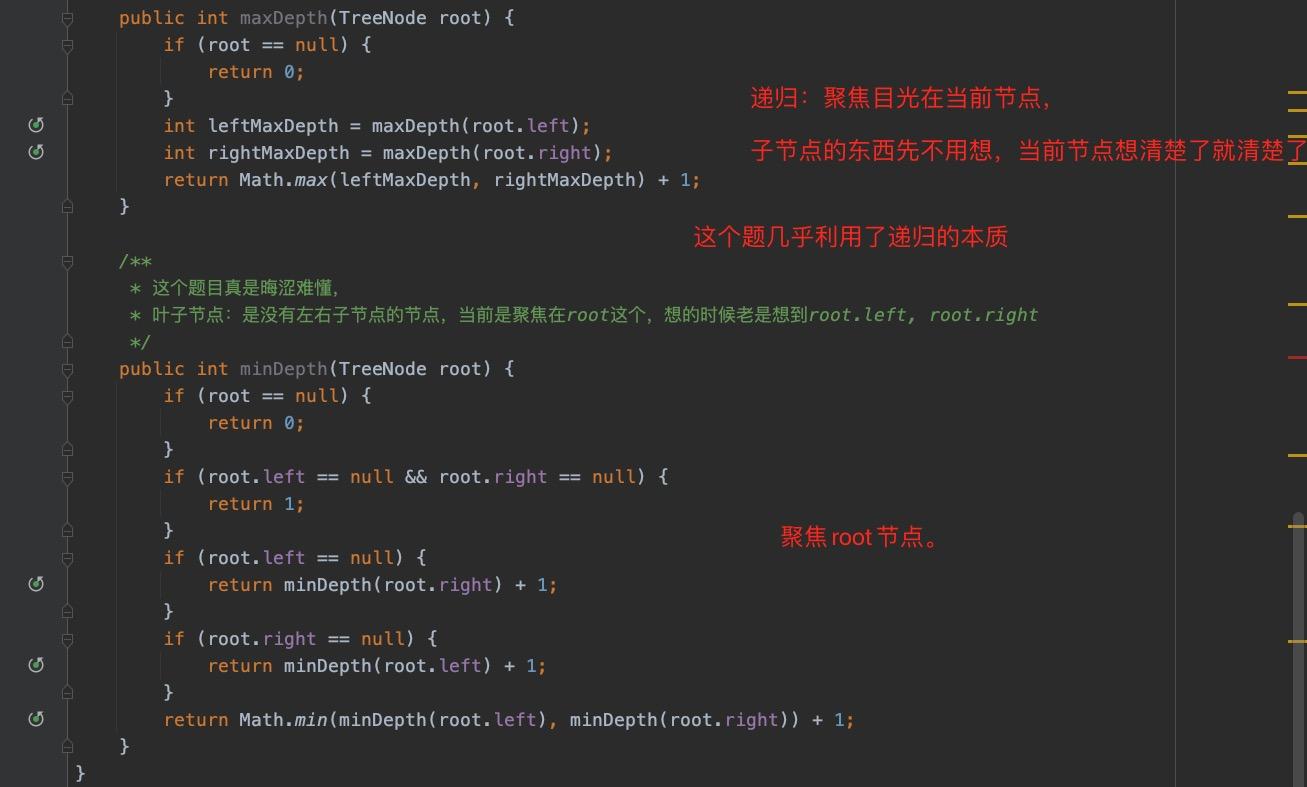 public int maxDepth(TreeNode root) {
if (root == null) {
return 0;
}
递归：聚焦目光在当前节点，
int leftMaxDepth = maxDepth(root.left);
int rightMaxDepth = maxDepth(root.right);
子节点的东西先不用想，当前节点想清楚了就清楚了
return Math.max(leftMaxDepth, rightMaxDepth) + 1;
}
这个题几乎利用了递归的本质
/**
* 这个题目真是晦涩难懂，
* 叶子节点：是没有左右子节点的节点，当前是聚焦在root这个，想的时候老是想到root.left, root.right
*/
public int minDepth(TreeNode root) {
if (root == null) {
return 0;
}
if (root.left == null && root.right == null) {
return 1;
}
聚焦root节点。
if (root.left == null) {
return minDepth(root.right) + 1;
}
if (root.right == null) {
return minDepth(root.left) + 1;
}
return Math.min(minDepth(root.left), minDepth(root.right)) + 1;
}
}